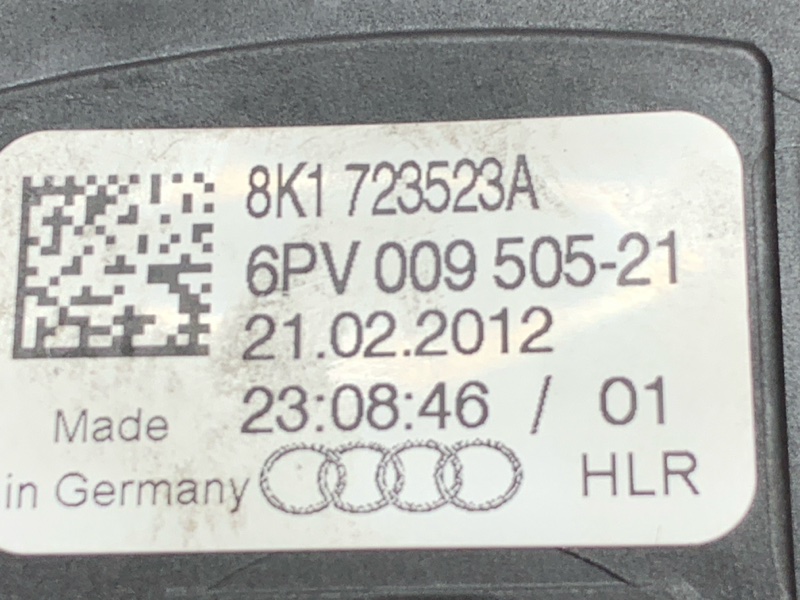 8K1 723523A
6PV 009 505-21
21.02.2012
23:08:46 / 01
Made
in Germany
HLR